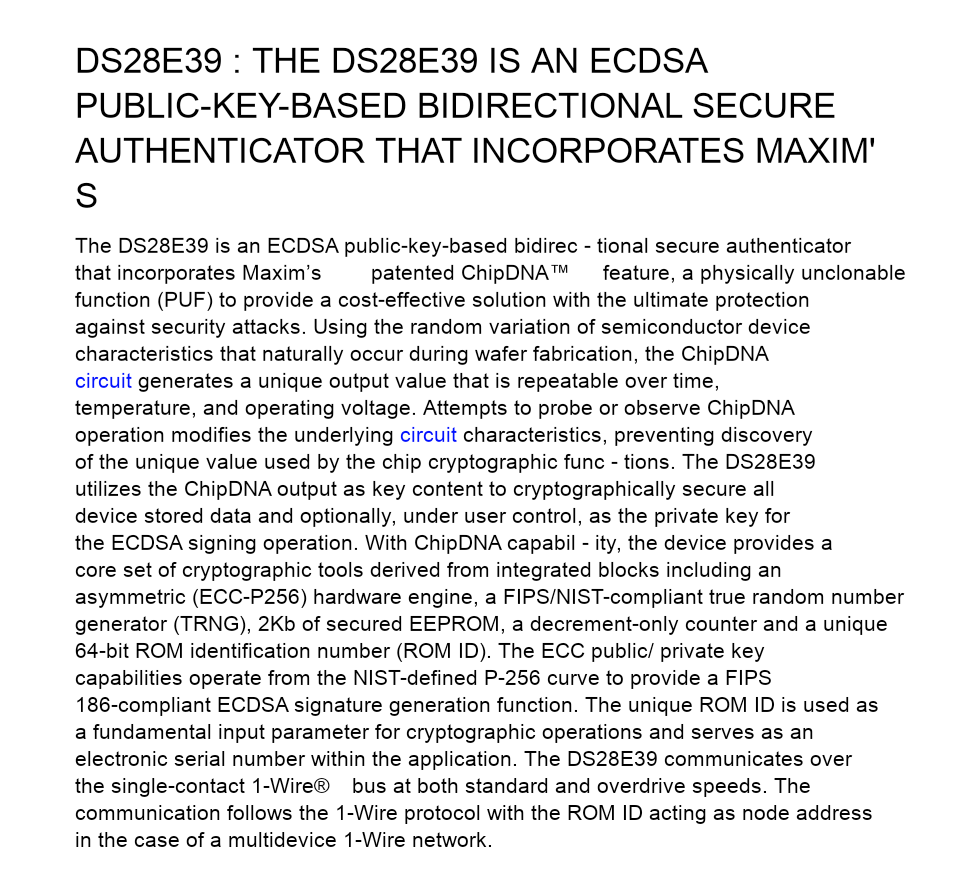 DS28E39 : THE DS28E39 IS AN ECDSA
PUBLIC-KEY-BASED BIDIRECTIONAL SECURE
AUTHENTICATOR THAT INCORPORATES MAXIM'
S
The DS28E39 is an ECDSA public-key-based bidirec - tional secure authenticator
that incorporates Maxim’s patented ChipDNA™ feature, a physically unclonable
function (PUF) to provide a cost-effective solution with the ultimate protection
against security attacks. Using the random variation of semiconductor device
characteristics that naturally occur during wafer fabrication, the ChipDNA
circuit generates a unique output value that is repeatable over time,
temperature, and operating voltage. Attempts to probe or observe ChipDNA
operation modifies the underlying circuit characteristics, preventing discovery
of the unique value used by the chip cryptographic func - tions. The DS28E39
utilizes the ChipDNA output as key content to cryptographically secure all
device stored data and optionally, under user control, as the private key for
the ECDSA signing operation. With ChipDNA capabil - ity, the device provides a
core set of cryptographic tools derived from integrated blocks including an
asymmetric (ECC-P256) hardware engine, a FIPS/NIST-compliant true random number
generator (TRNG), 2Kb of secured EEPROM, a decrement-only counter and a unique
64-bit ROM identification number (ROM ID). The ECC public/ private key
capabilities operate from the NIST-defined P-256 curve to provide a FIPS
186-compliant ECDSA signature generation function. The unique ROM ID is used as
a fundamental input parameter for cryptographic operations and serves as an
electronic serial number within the application. The DS28E39 communicates over
the single-contact 1-Wire® bus at both standard and overdrive speeds. The
communication follows the 1-Wire protocol with the ROM ID acting as node address
in the case of a multidevice 1-Wire network.